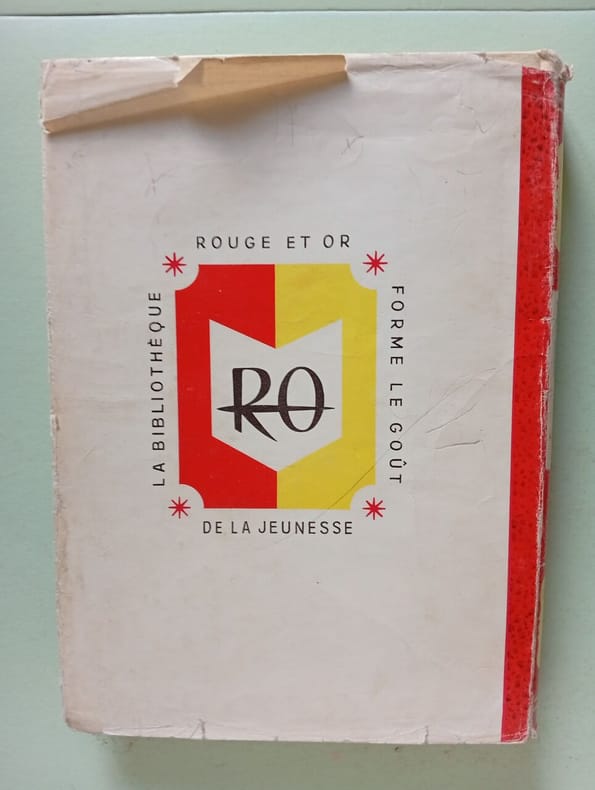 LA BIBLIOTHÈQUE
ROUGE ET OR
FORME LE GOÛT
DE LA JEUNESSE
RO